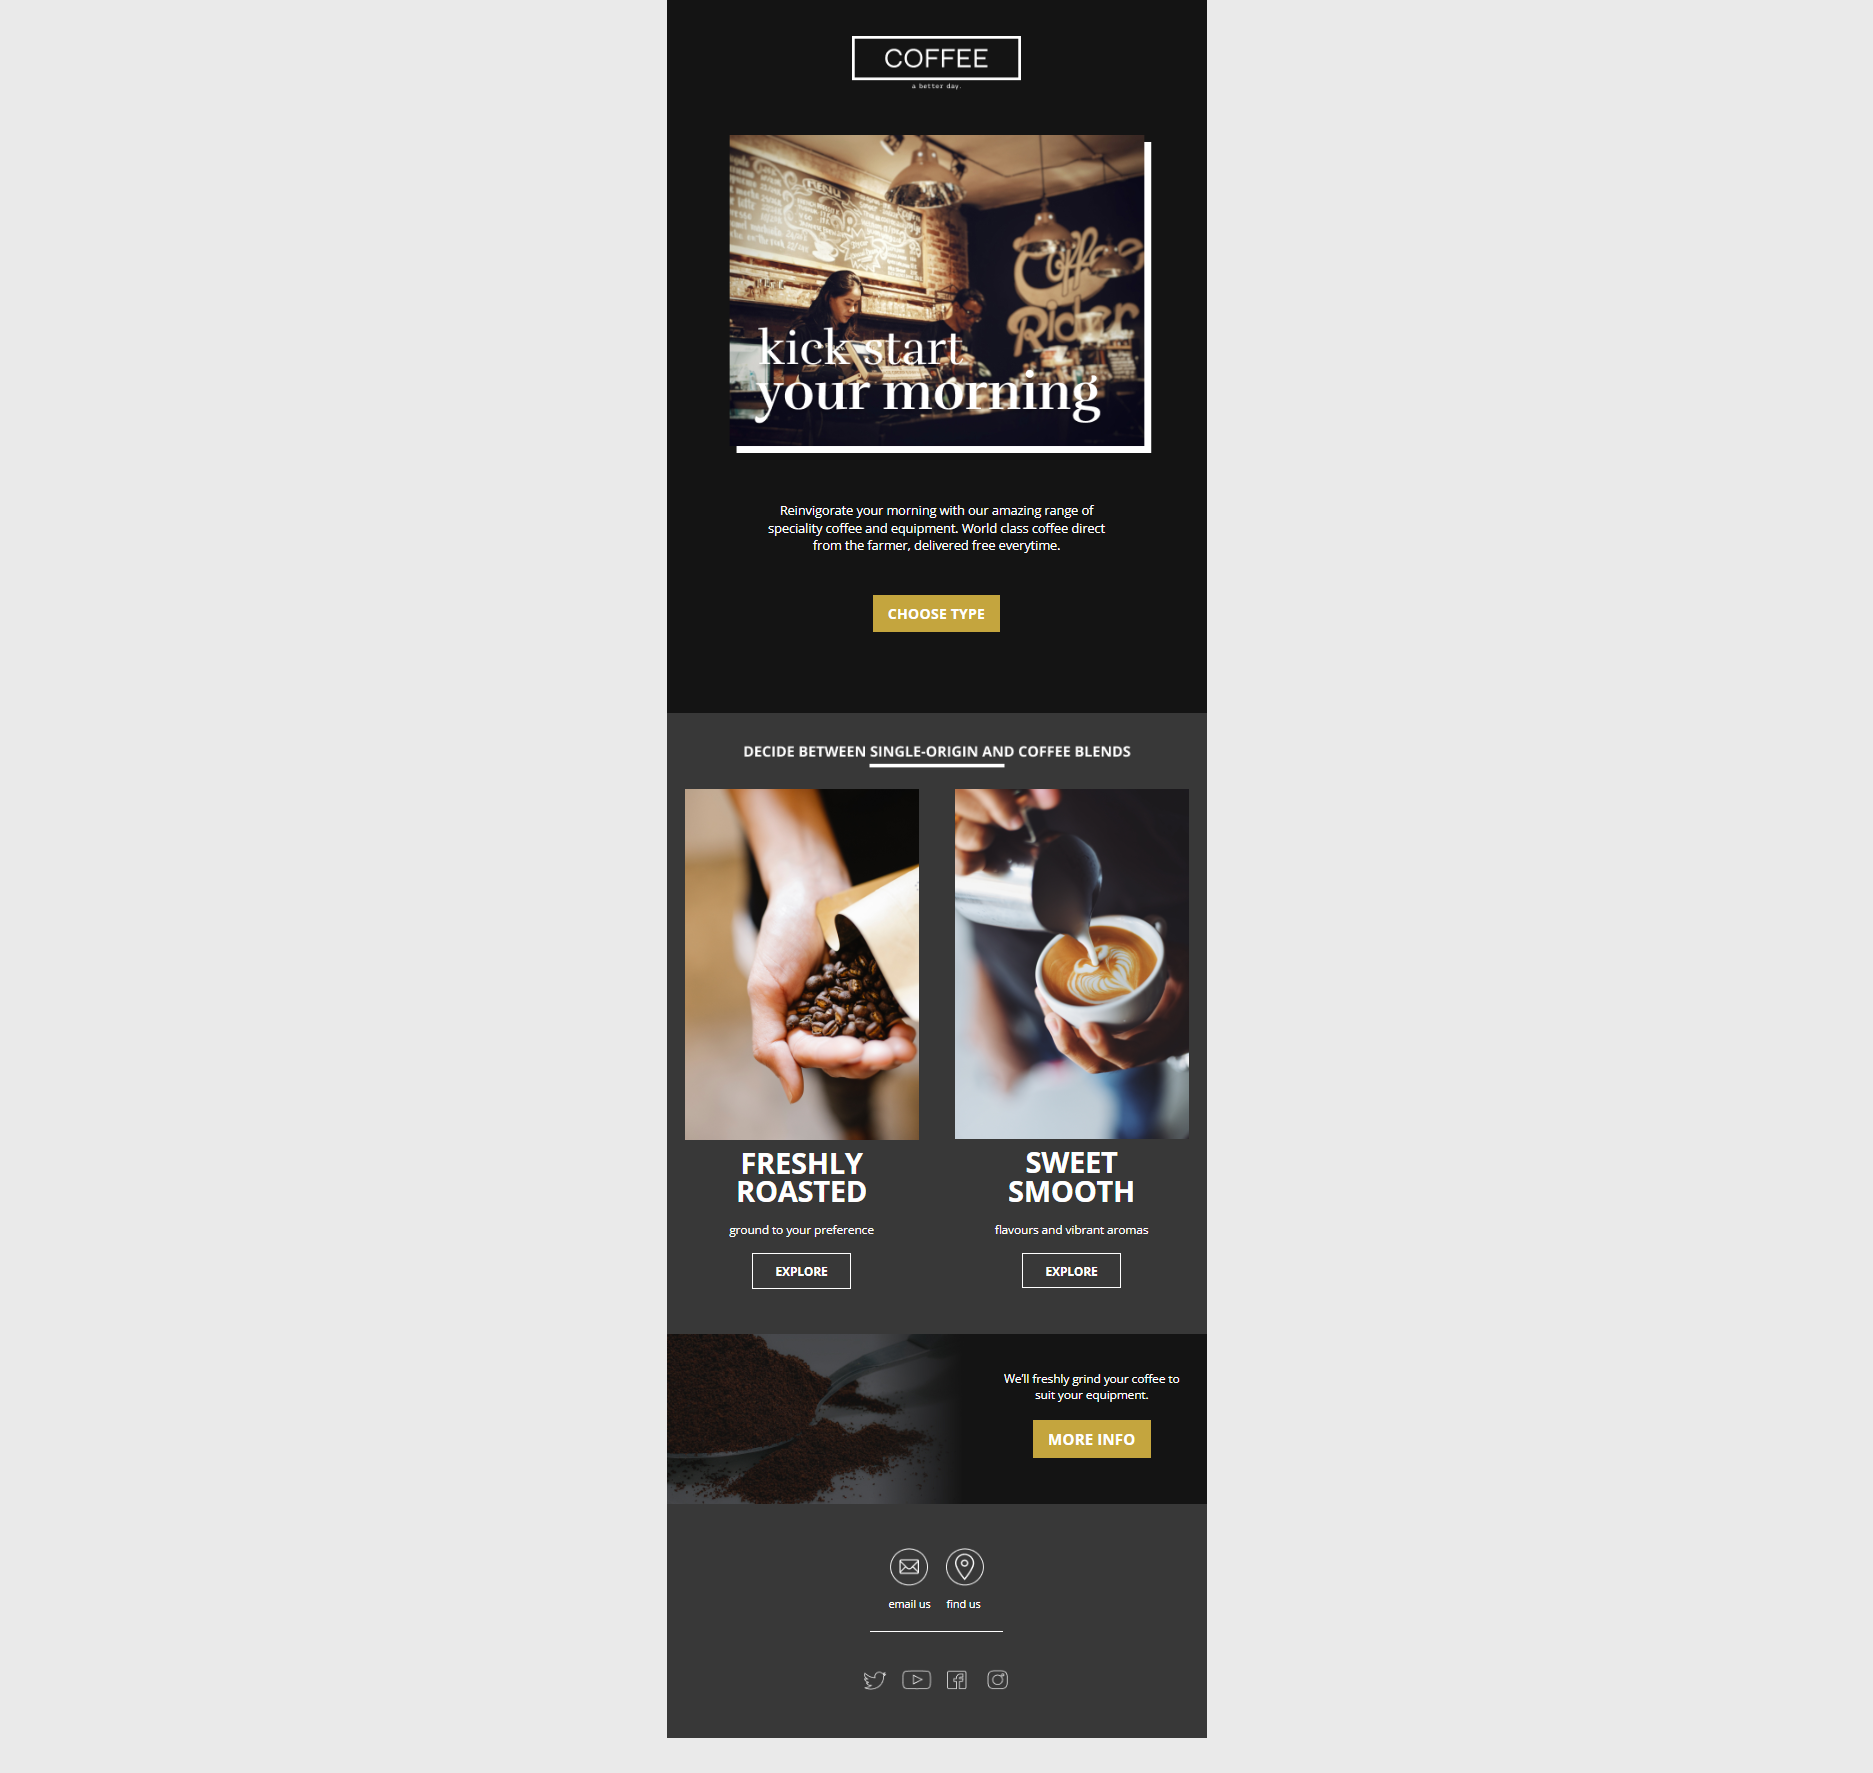 COFFEE
a better day.
MENU
Coffee
Rider
kick start
your morning
Reinvigorate your morning with our amazing range of
speciality coffee and equipment. World class coffee direct
from the farmer, delivered free everytime.
CHOOSE TYPE
DECIDE BETWEEN SINGLE-ORIGIN AND COFFEE BLENDS
FRESHLY
ROASTED
ground to your preference
EXPLORE
SWEET
SMOOTH
flavours and vibrant aromas
EXPLORE
We'll freshly grind your coffee to
suit your equipment.
MORE INFO
email us
find us